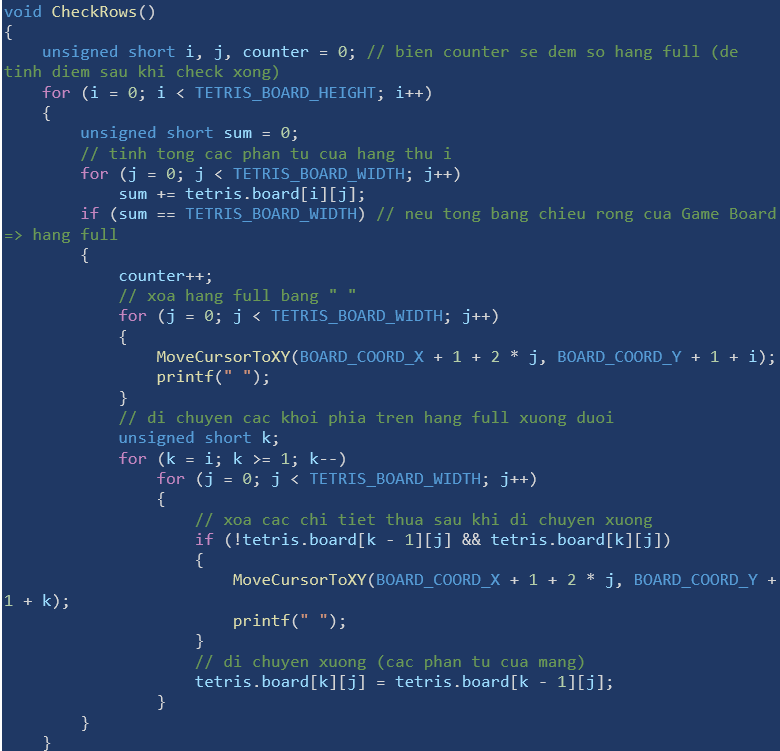 void CheckRows()
{
    unsigned short i, j, counter = 0; // bien counter se dem so hang full (de
tinh diem sau khi check xong)
    for (i = 0; i < TETRIS_BOARD_HEIGHT; i++)
    {
        unsigned short sum = 0;
        // tinh tong cac phan tu cua hang thu i
        for (j = 0; j < TETRIS_BOARD_WIDTH; j++)
            sum += tetris.board[i][j];
        if (sum == TETRIS_BOARD_WIDTH) // neu tong bang chieu rong cua Game Board
=> hang full
        {
            counter++;
            // xoa hang full bang " "
            for (j = 0; j < TETRIS_BOARD_WIDTH; j++)
            {
                MoveCursorToXY(BOARD_COORD_X + 1 + 2 * j, BOARD_COORD_Y + 1 + i);
                printf(" ");
            }
            // di chuyen cac khoi phia tren hang full xuong duoi
            unsigned short k;
            for (k = i; k >= 1; k--)
                for (j = 0; j < TETRIS_BOARD_WIDTH; j++)
                {
                    // xoa cac chi tiet thua sau khi di chuyen xuong
                    if (!tetris.board[k - 1][j] && tetris.board[k][j])
                    {
                        MoveCursorToXY(BOARD_COORD_X + 1 + 2 * j, BOARD_COORD_Y +
1 + k);
                        printf(" ");
                    }
                    // di chuyen xuong (cac phan tu cua mang)
                    tetris.board[k][j] = tetris.board[k - 1][j];
                }
        }
    }